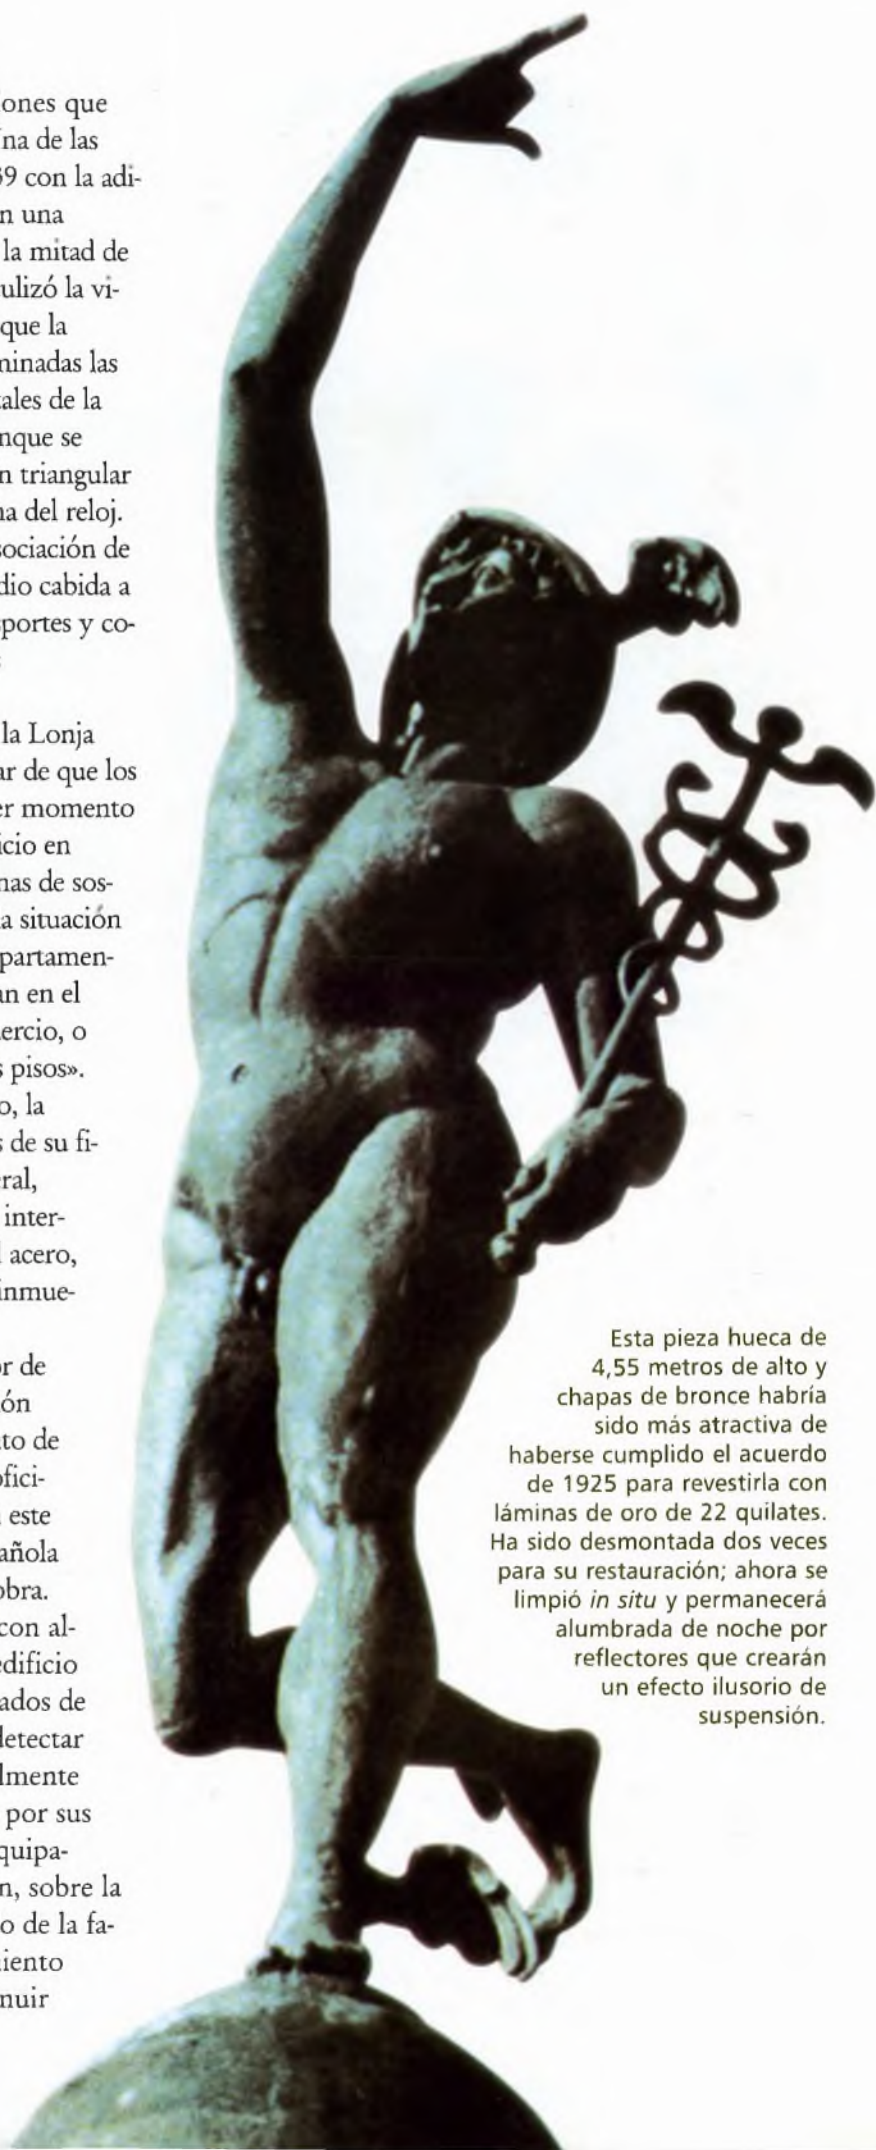 ones que
na de las
39 con la adi-
n una
la mitad de
ulizó la vi-
que la
minadas las
tales de la
nque se
n triangular
na del reloj.
sociación de
dio cabida a
sportes y co-
la Lonja
ar de que los
er momento
icio en
nas de sos-
a situación
partamen-
an en el
ercio, o
s pisos».
o, la
s de su fi-
eral,
inter-
l acero,
inmue-
or de
ón
to de
ofici-
este
añola
obra.
con al-
edificio
ados de
detectar
lmente
por sus
quipa-
n, sobre la
o de la fa-
iento
nuir
Esta pieza hueca de
4,55 metros de alto y
chapas de bronce habría
sido más atractiva de
haberse cumplido el acuerdo
de 1925 para revestirla con
láminas de oro de 22 quilates.
Ha sido desmontada dos veces
para su restauración; ahora se
limpió in situ y permanecerá
alumbrada de noche por
reflectores que crearán
un efecto ilusorio de
suspensión.